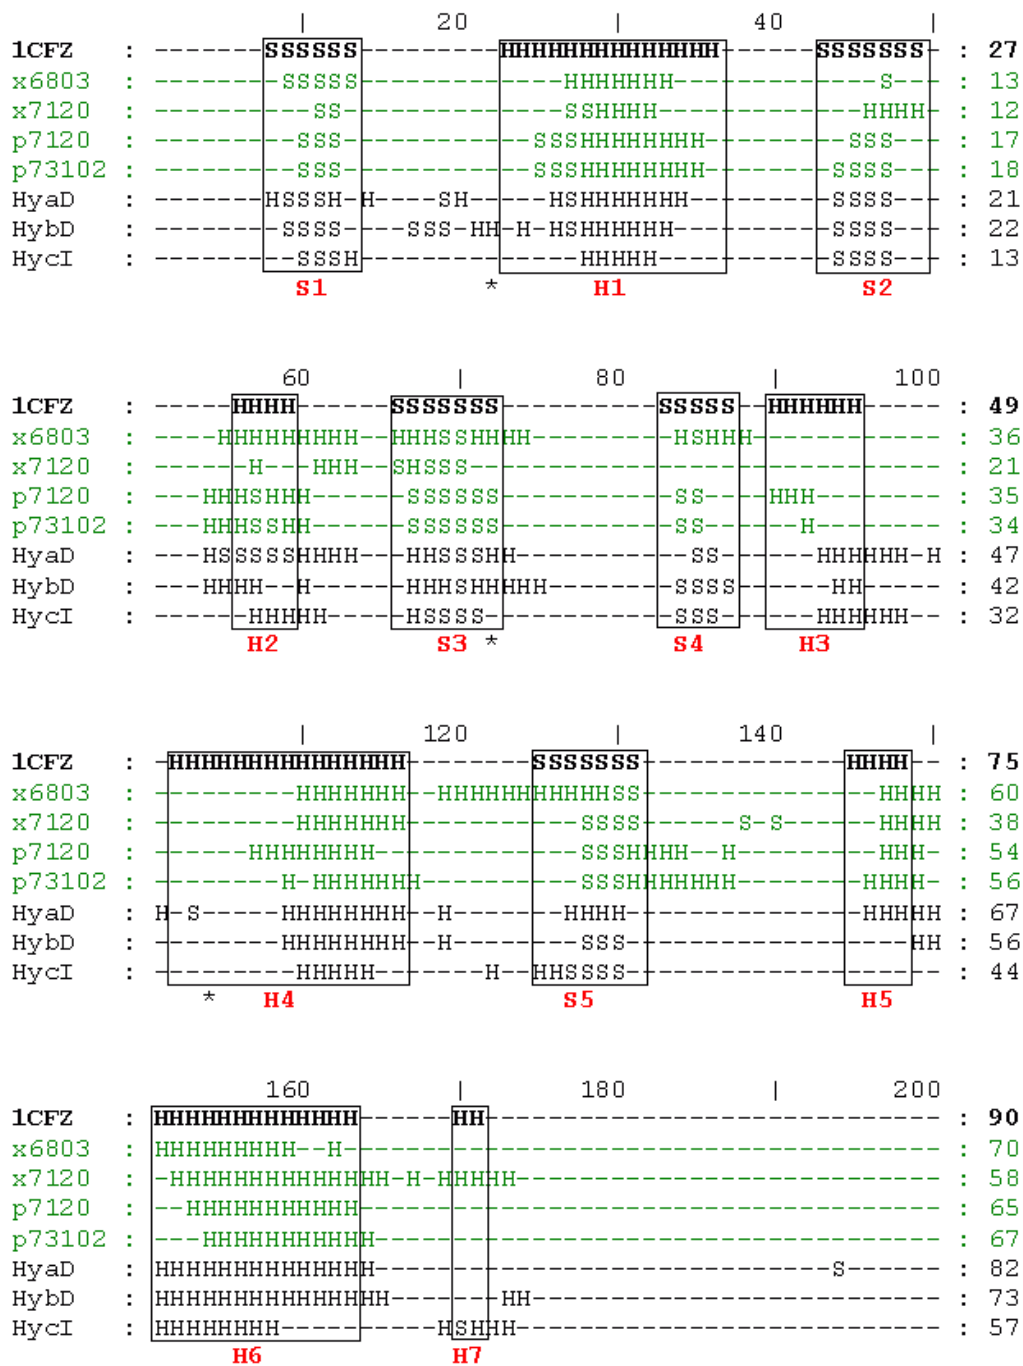 | 20 | 40 |
1CFZ : -------SSSSSS---------HHHHHHHHHHHHHH------SSSSSSS- : 27
x6803 : --------SSSSS-------------HHHHHHH-------------S--- : 13
x7120 : ----------SS--------------SSHHHH-------------HHHH- : 12
p7120 : ---------SSS------------SSSHHHHHHHH---------SSS--- : 17
p73102 : ---------SSS------------SSSHHHHHHHH--------SSSS--- : 18
HyaD : -------HSSSH-H----SH-----HSHHHHHHH---------SSSS--- : 21
HybD : --------SSSS----SSS-HH-H-HSHHHHHH----------SSSS--- : 22
HycI : ---------SSSH--------------HHHHH-----------SSSS--- : 13
S1 * H1 S2
60 | 80 | 100
1CFZ : -----HHHH------SSSSSSS----------SSSSS--HHHHHH----- : 49
x6803 : ----HHHHHHHHH--HHHSSHHHH---------HSHHH------------ : 36
x7120 : ------H---HHH--SHSSS------------------------------ : 21
p7120 : ---HHHSHHH------SSSSSS-----------SS----HHH-------- : 35
p73102 : ---HHHSSHH------SSSSSS-----------SS------H-------- : 34
HyaD : ---HSSSSSHHHH---HHSSSHH-----------SS------HHHHHH-H : 47
HybD : ---HHHH--H------HHHSHHHHH--------SSSS------HH----- : 42
HycI : ------HHHHH-----HSSSS------------SSS------HHHHHH-- : 32
H2 S3 * S4 H3
| 120 | 140 |
1CFZ : -HHHHHHHHHHHHHHH--------SSSSSSS-------------HHHH-- : 75
x6803 : ---------HHHHHHH--HHHHHHHHHHHSS---------------HHHH : 60
x7120 : ---------HHHHHHH-----------SSSS------S-S------HHHH : 38
p7120 : ------HHHHHHHH-------------SSSHHHH--H---------HHH- : 54
p73102 : --------H-HHHHHHH----------SSSHHHHHHH--------HHHH- : 56
HyaD : H-S-----HHHHHHHH--H-------HHHH---------------HHHHH : 67
HybD : --------HHHHHHHH--H--------SSS------------------HH : 56
HycI : ---------HHHHH-------H--HHSSSS-------------------- : 44
* H4 S5 H5
160 | 180 | 200
1CFZ : HHHHHHHHHHHHH------HH----------------------------- : 90
x6803 : HHHHHHHHH--H-------------------------------------- : 70
x7120 : -HHHHHHHHHHHHHH-H-HHHHH--------------------------- : 58
p7120 : --HHHHHHHHHHH------------------------------------- : 65
p73102 : ---HHHHHHHHHHH------------------------------------ : 67
HyaD : HHHHHHHHHHHHHH-----------------------------S------ : 82
HybD : HHHHHHHHHHHHHHH-------HH-------------------------- : 73
HycI : HHHHHHHH----------HSHHH--------------------------- : 57
H6 H7